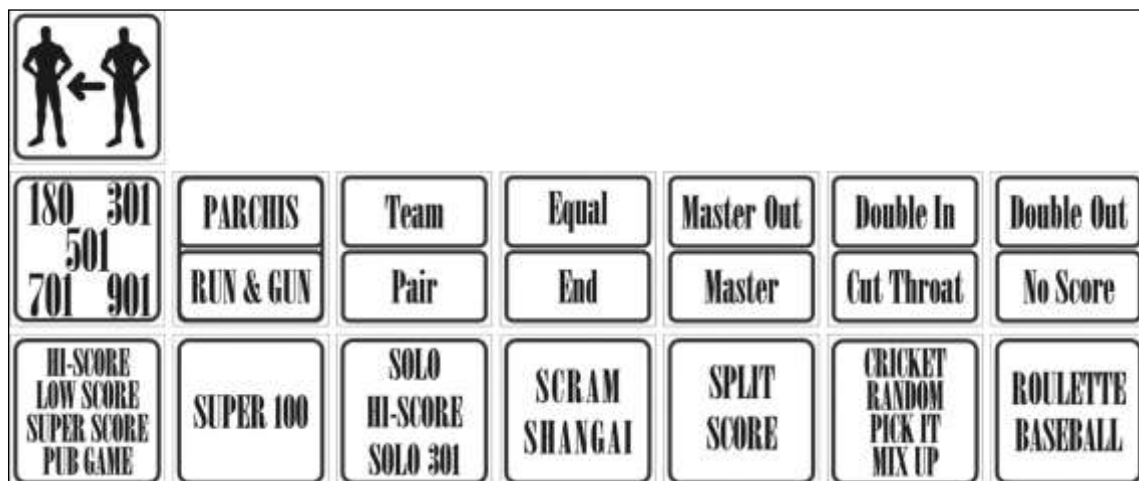 180 301
501
701 901
PARCHIS
RUN & GUN
Team
Pair
Equal
End
Master Out
Master
Double In
Cut Throat
Double Out
No Score
HI-SCORE
LOW SCORE
SUPER SCORE
PUB GAME
SUPER 100
SOLO
HI-SCORE
SOLO 301
SCRAM
SHANGAI
SPLIT
SCORE
CRICKET
RANDOM
PICK IT
MIX UP
ROULETTE
BASEBALL